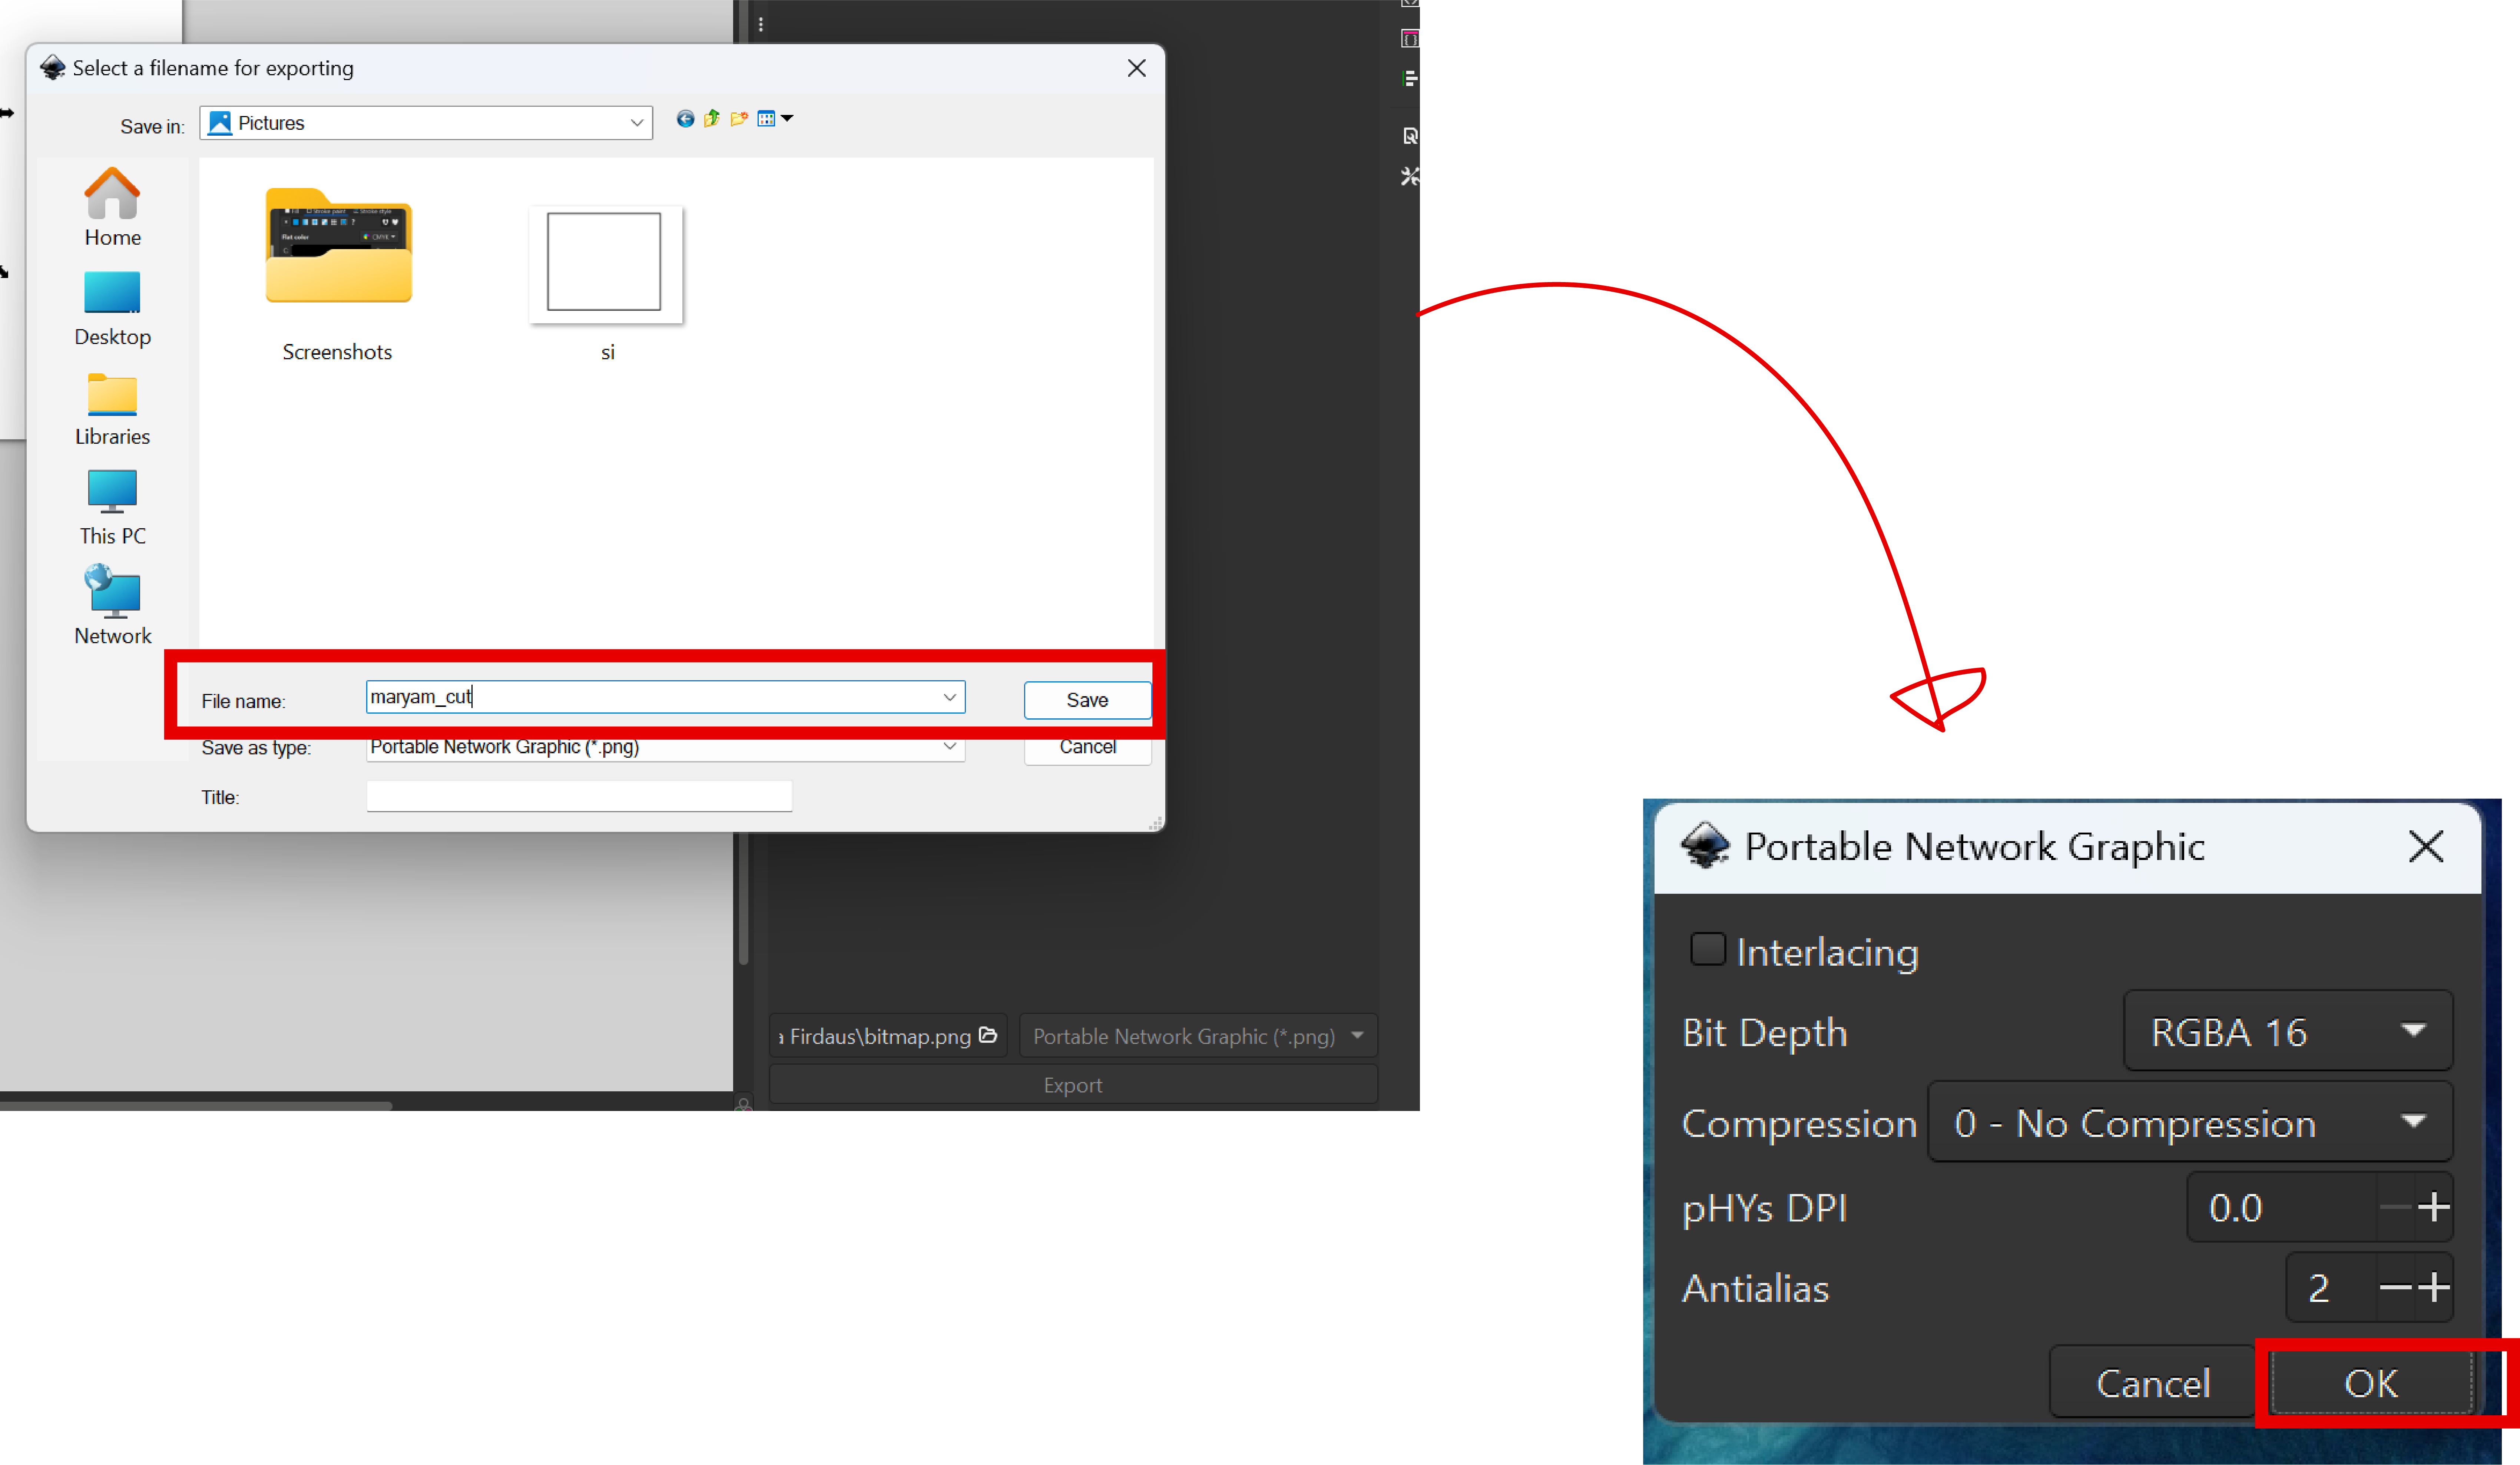 Select a filename for exporting
Save in:
Pictures
Home
Desktop
Libraries
This PC
Network
Screenshots
si
File name:
maryam_cut
Save
Save as type:
Portable Network Graphic (*.png)
Cancel
Title:
Firdaus\bitmap.png
Portable Network Graphic (*.png)
Export
Portable Network Graphic
Interlacing
Bit Depth
RGBA 16
Compression
0 - No Compression
pHYs DPI
0.0
Antialias
2
Cancel
OK